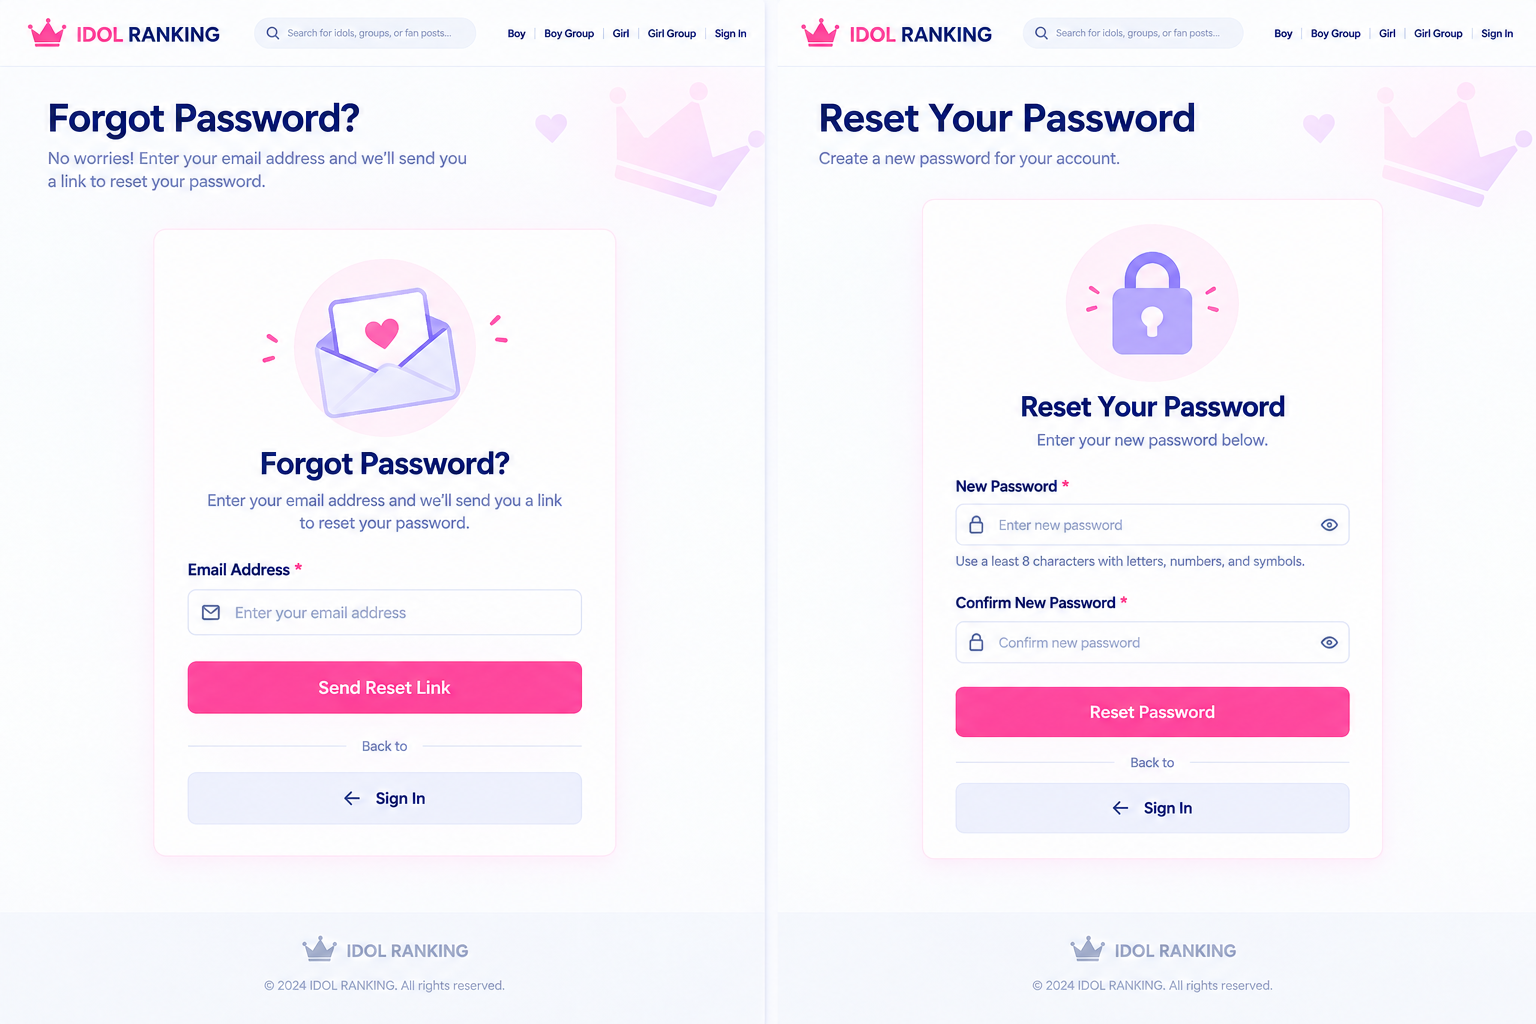 IDOL RANKING
Search for idols, groups, or fan posts...
Boy
Boy Group
Girl
Girl Group
Sign In
Forgot Password?
No worries! Enter your email address and we'll send you
a link to reset your password.
Forgot Password?
Enter your email address and we'll send you a link
to reset your password.
Email Address *
Enter your email address
Send Reset Link
Back to
Sign In
IDOL RANKING
© 2024 IDOL RANKING. All rights reserved.
IDOL RANKING
Search for idols, groups, or fan posts...
Boy
Boy Group
Girl
Girl Group
Sign In
Reset Your Password
Create a new password for your account.
Reset Your Password
Enter your new password below.
New Password *
Enter new password
Use a least 8 characters with letters, numbers, and symbols.
Confirm New Password *
Confirm new password
Reset Password
Back to
Sign In
IDOL RANKING
© 2024 IDOL RANKING. All rights reserved.